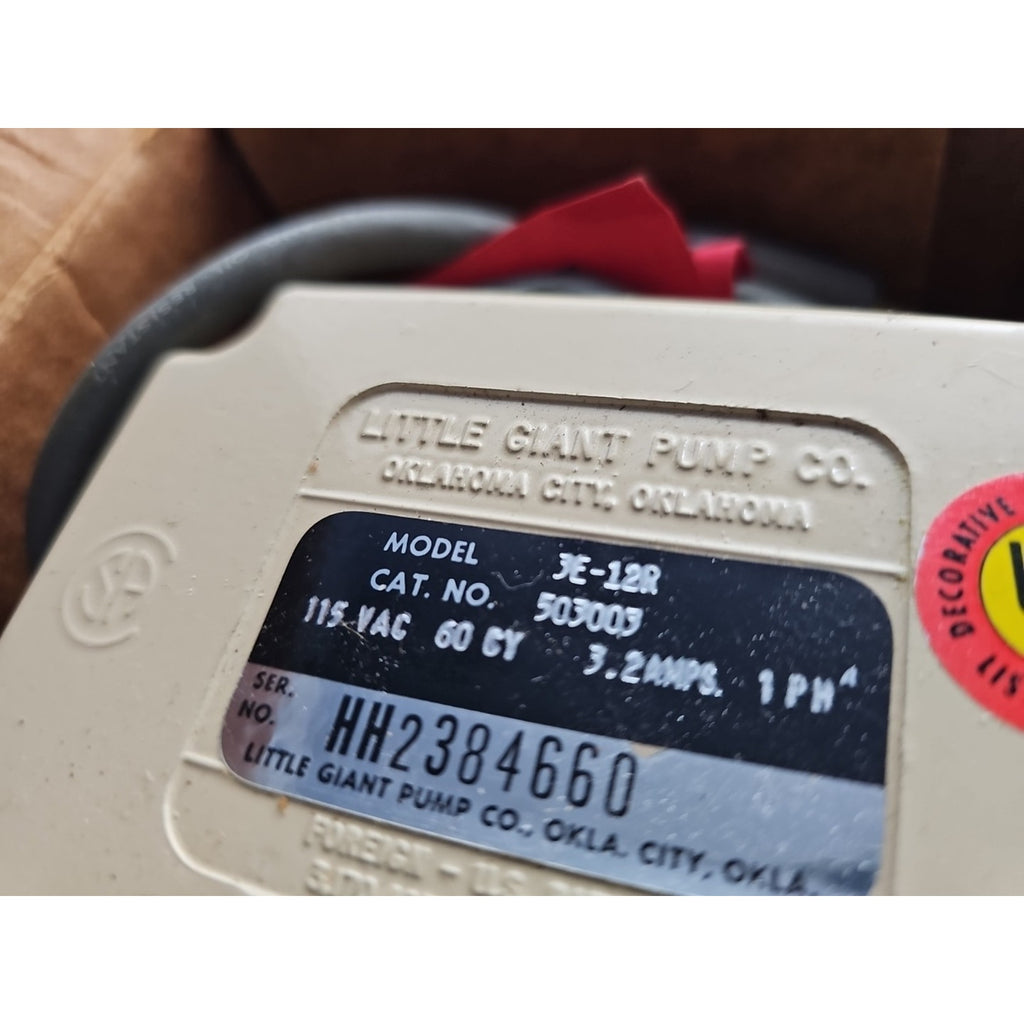 LITTLE GIANT PUMP CO.
OKLAHOMA CITY, OKLAHOMA
MODEL 3E-12R
CAT. NO. 503003
115 VAC 60 CY 3.2AMPS. 1 PH
SER. NO. HH2384660
LITTLE GIANT PUMP CO., OKLA. CITY, OKLA.
FOREIGN - U.S.
DECORATIVE